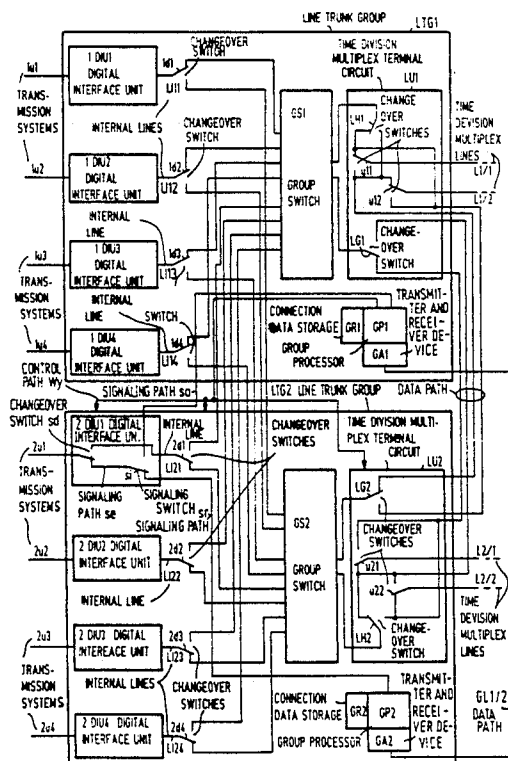 LINE TRUNK GROUP
LTG1
CHANGEOVER
SWITCH
TIME DIVISION
MULTIPLEX TERMINAL
CIRCUIT
LU1
1u1
1 DIU1
DIGITAL
INTERFACE UNIT
1d1
LI11
TRANS-
MISSION
SYSTEMS
INTERNAL LINES
CHANGEOVER
SWITCH
1u2
1 DIU2
DIGITAL
INTERFACE UNIT
1d2
LI12
GS1
GROUP
SWITCH
CHANGE
OVER
SWITCHES
LH1
u11
u12
TIME
DEVISION
MULTIPLEX
LINES
L1/1
L1/2
INTERNAL
LINE
1u3
1 DIU3
DIGITAL
INTERFACE UNIT
1d3
LI13
LG1
CHANGE-
OVER
SWITCH
TRANS-
MISSION
SYSTEMS
INTERNAL
LINE
SWITCH
1u4
1 DIU4
DIGITAL
INTERFACE UNIT
1d4
LI14
CONNECTION
DATA STORAGE
GROUP PROCESSOR
GR1
GP1
GA1
TRANSMIT-
TER AND
RECEIVER DE-
VICE
CONTROL
PATH wy
SIGNALING PATH sa
LTG2 LINE TRUNK GROUP
DATA PATH
CHANGEOVER
SWITCH sd
2 DIU1 DIG-
ITAL INTERFACE UN.
INTERNAL
LINE
CHANGEOVER
SWITCHES
TIME DIVISION MULTI-
PLEX TERMINAL
CIRCUIT
LU2
2u1
2d1
LI21
si
TRANS-
MISSION
SYSTEMS
SIGNALING
PATH se
SIGNALING
SWITCH sr,
SIGNALING PATH
LG2
GS2
GROUP
SWITCH
CHANGEOVER
SWITCHES
u21
u22
L2/1
L2/2
2u2
2 DIU2 DIGITAL
INTERFACE UNIT
2d2
LI22
INTERNAL LINE
LH2
CHANGE-
OVER
SWITCH
TIME
DEVISION
MULTIPLEX
LINES
2u3
2 DIU3 DIGITAL
INTEREACE UNIT
2d3
LI23
TRANS-
MISSION
SYSTEMS
INTERNAL LINES
CHANGEOVER
SWITCHES
2u4
2 DIU4 DIGITAL
INTERFACE UNIT
2d4
LI24
CONNECTION
DATA STORAGE
GROUP PROCESSOR
GR2
GP2
GA2
TRANSMIT-
TER AND
RECEI-
VER DE-
VICE
GL1/2
DATA
PATH